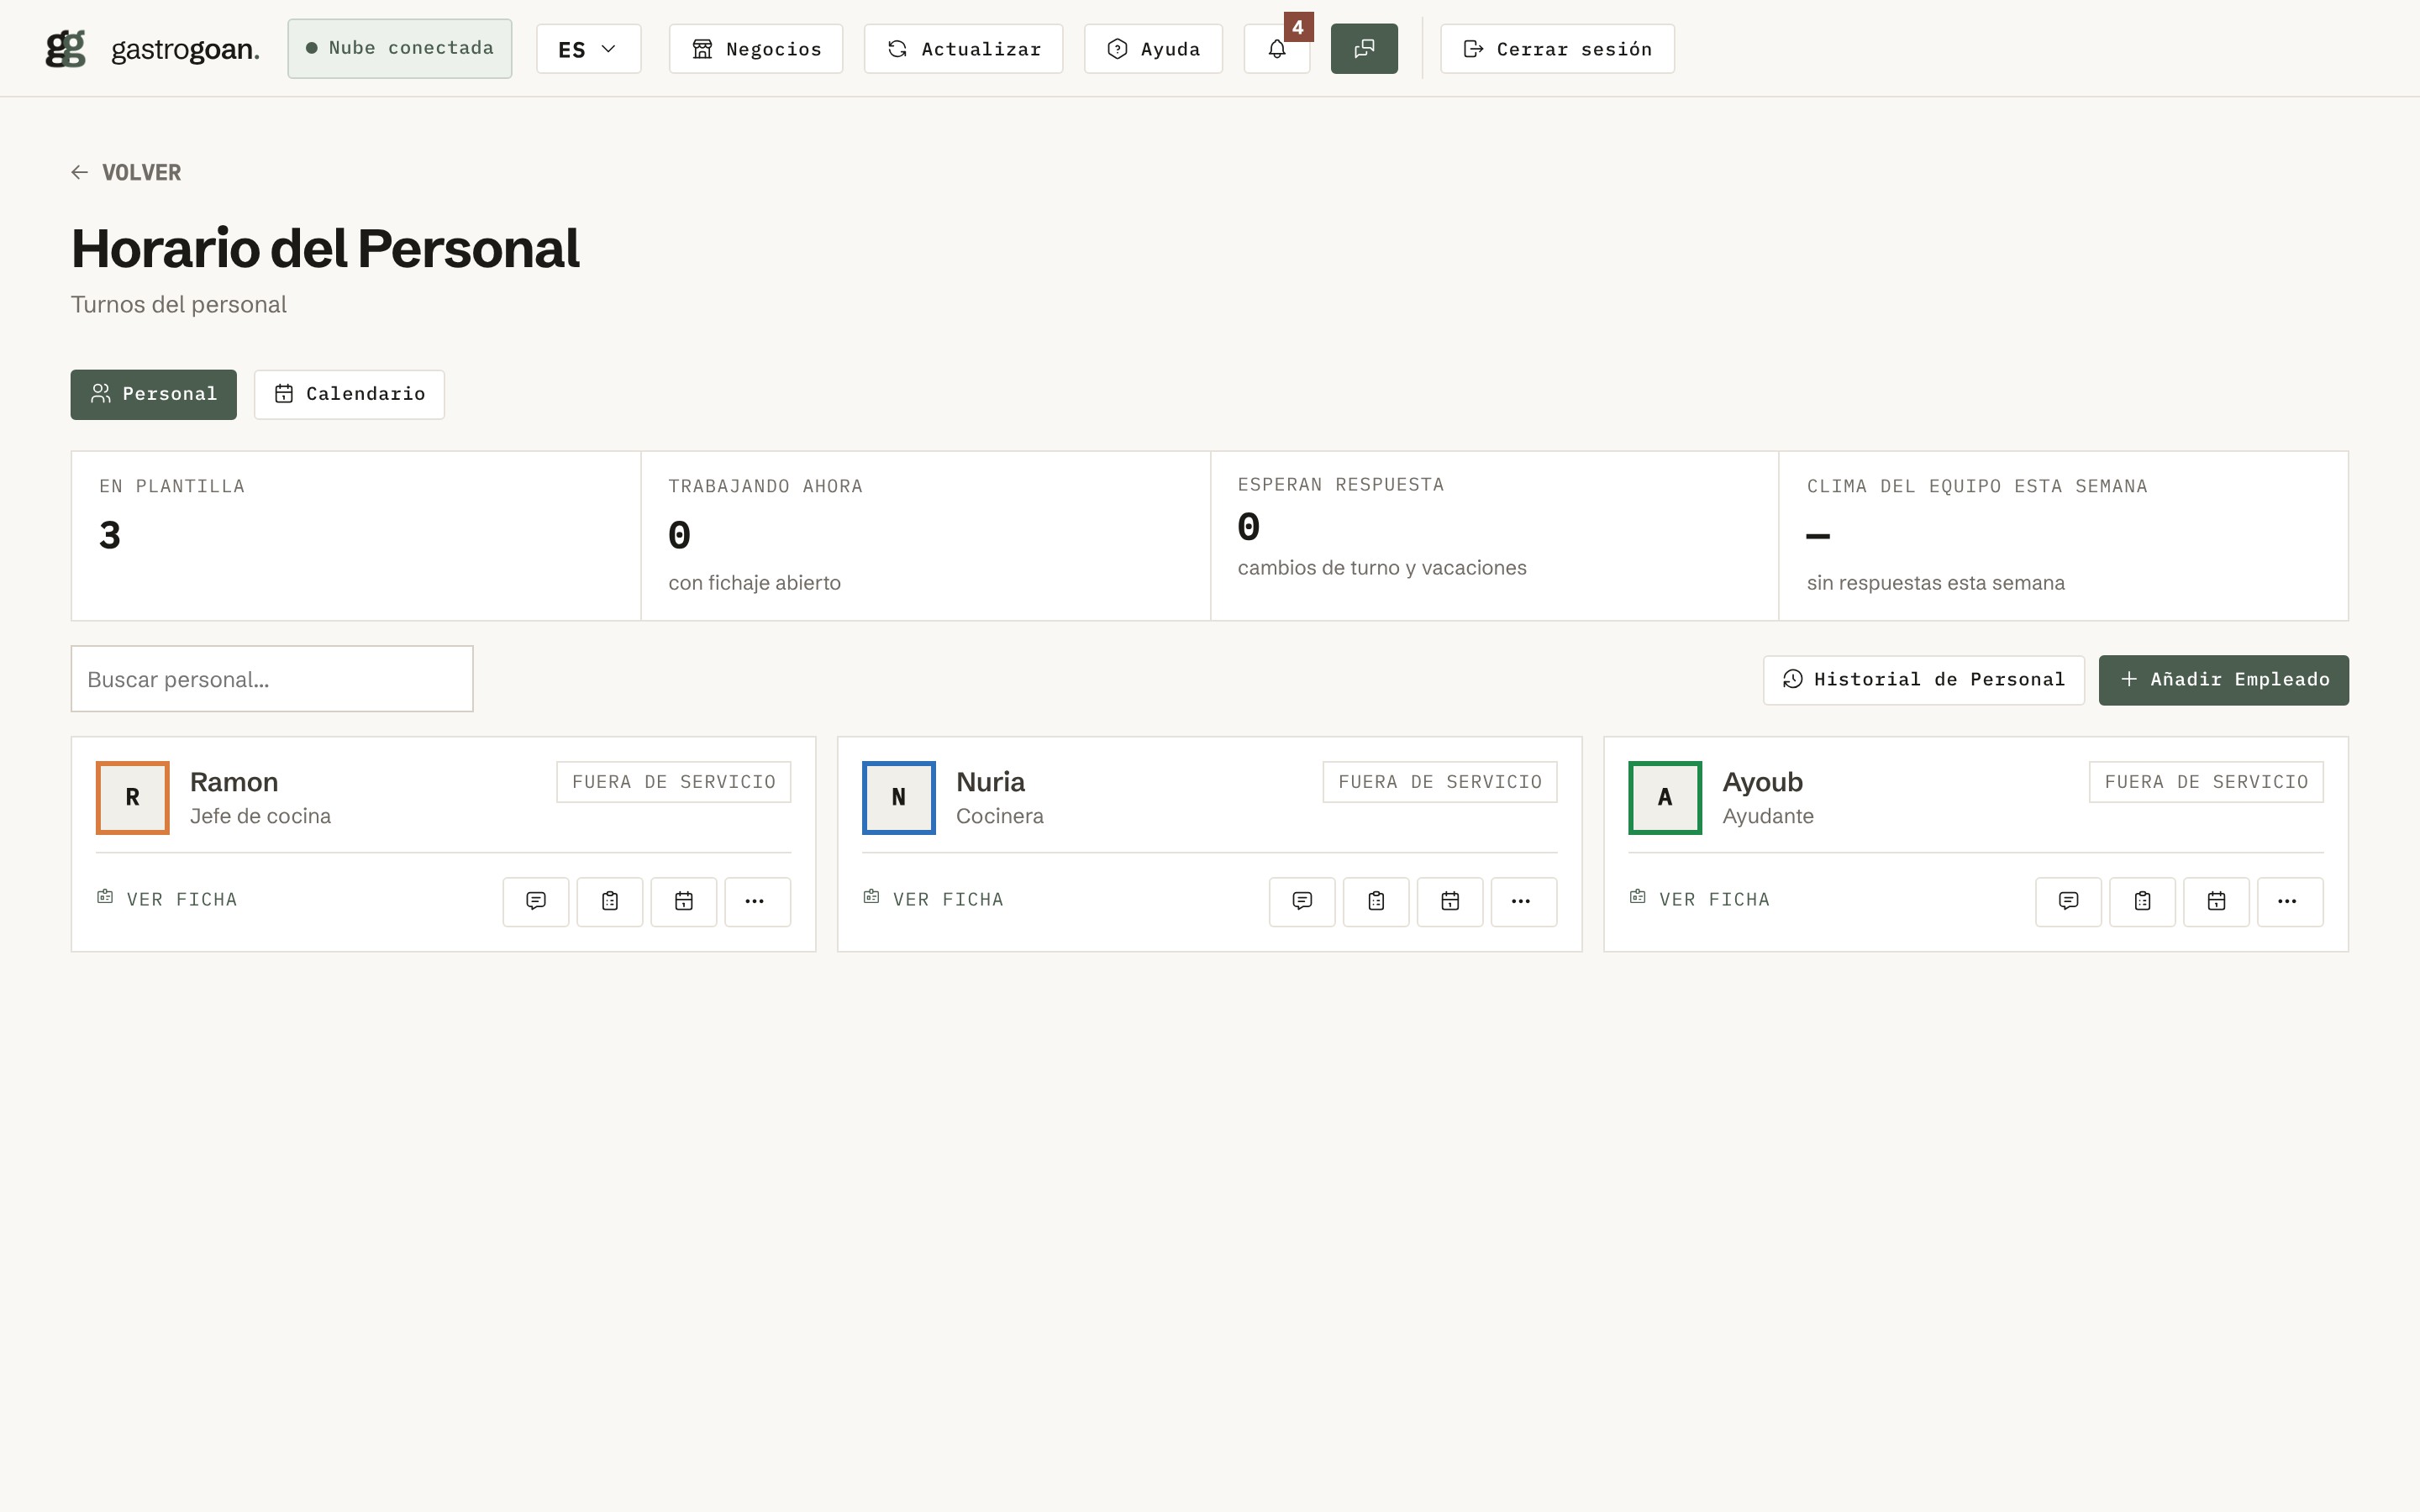 gg gastrogoan.
Nube conectada
ES
Negocios
Actualizar
Ayuda
4
Cerrar sesión
← VOLVER
Horario del Personal
Turnos del personal
Personal
Calendario
EN PLANTILLA
3
TRABAJANDO AHORA
0
con fichaje abierto
ESPERAN RESPUESTA
0
cambios de turno y vacaciones
CLIMA DEL EQUIPO ESTA SEMANA
—
sin respuestas esta semana
Buscar personal...
Historial de Personal
+ Añadir Empleado
R
Ramon
Jefe de cocina
FUERA DE SERVICIO
VER FICHA
N
Nuria
Cocinera
FUERA DE SERVICIO
VER FICHA
A
Ayoub
Ayudante
FUERA DE SERVICIO
VER FICHA